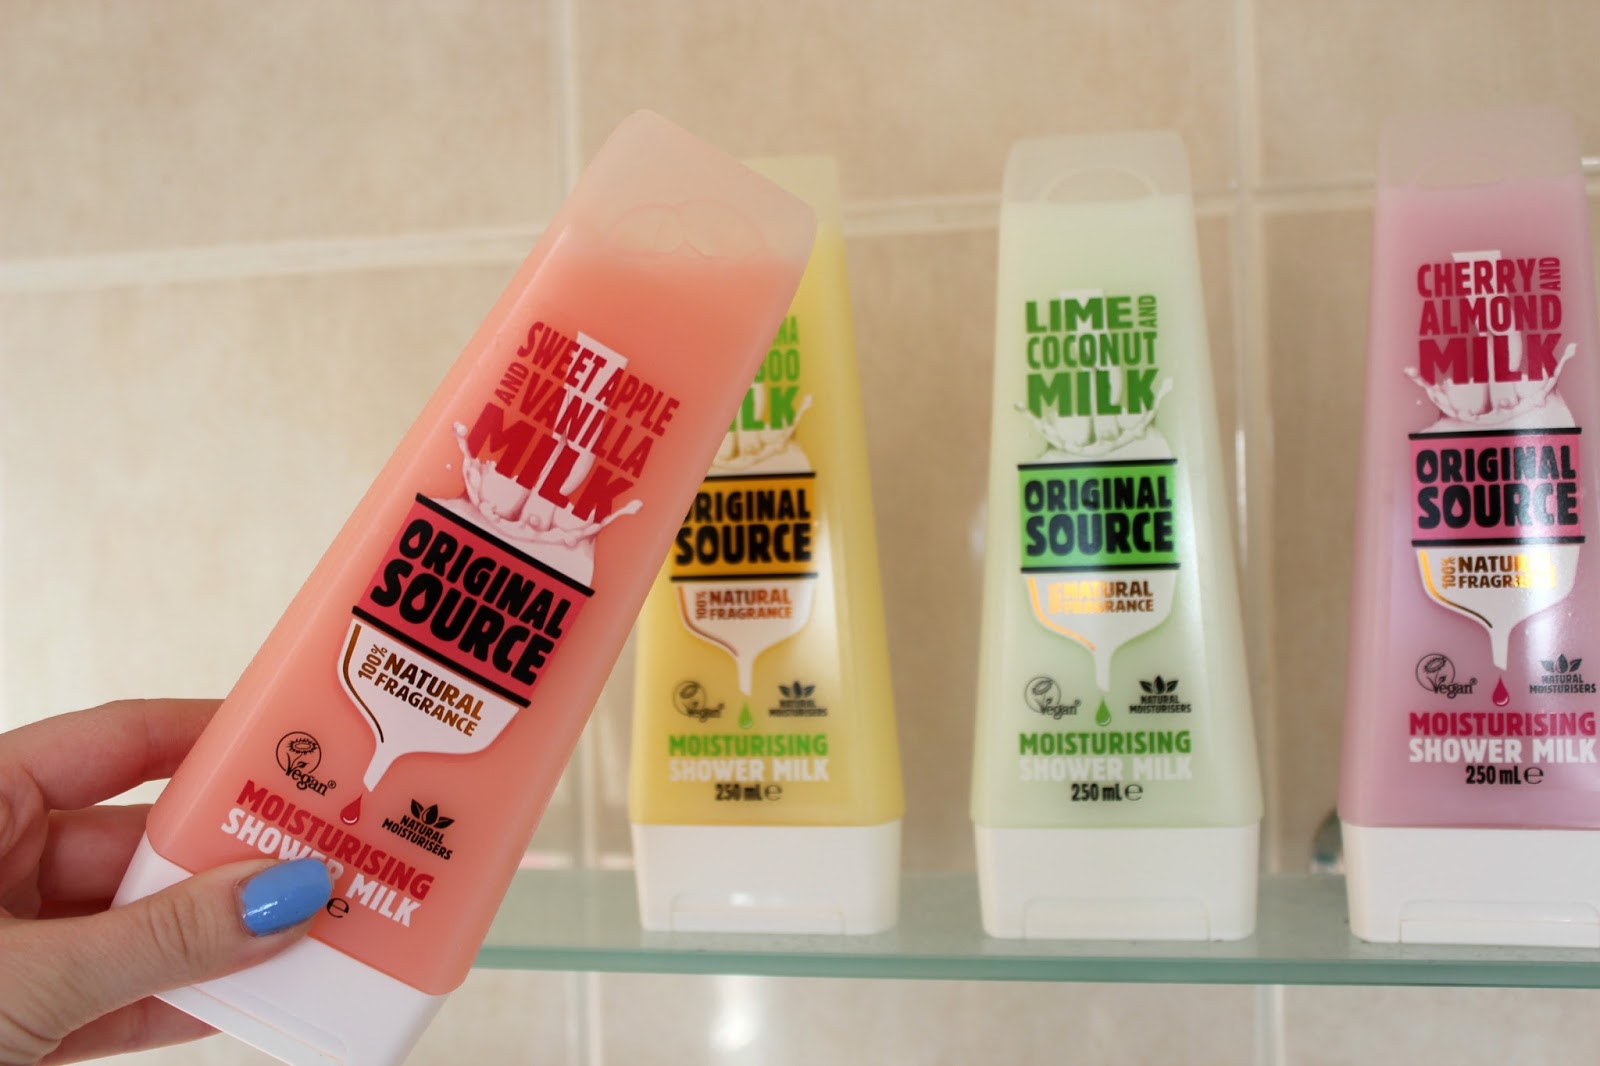 SWEET APPLE
AND VANILLA
MILK
ORIGINAL
SOURCE
100% NATURAL
FRAGRANCE
Vegan
NATURAL
MOISTURISERS
MOISTURISING
SHOWER MILK
e
MILK
ORIGINAL
SOURCE
100% NATURAL
FRAGRANCE
Vegan
NATURAL
MOISTURISERS
MOISTURISING
SHOWER MILK
250 mL e
LIME AND
COCONUT
MILK
ORIGINAL
SOURCE
100% NATURAL
FRAGRANCE
Vegan
NATURAL
MOISTURISERS
MOISTURISING
SHOWER MILK
250 mL e
CHERRY AND
ALMOND
MILK
ORIGINAL
SOURCE
100% NATURAL
FRAGRANCE
Vegan
NATURAL
MOISTURISERS
MOISTURISING
SHOWER MILK
250 mL e